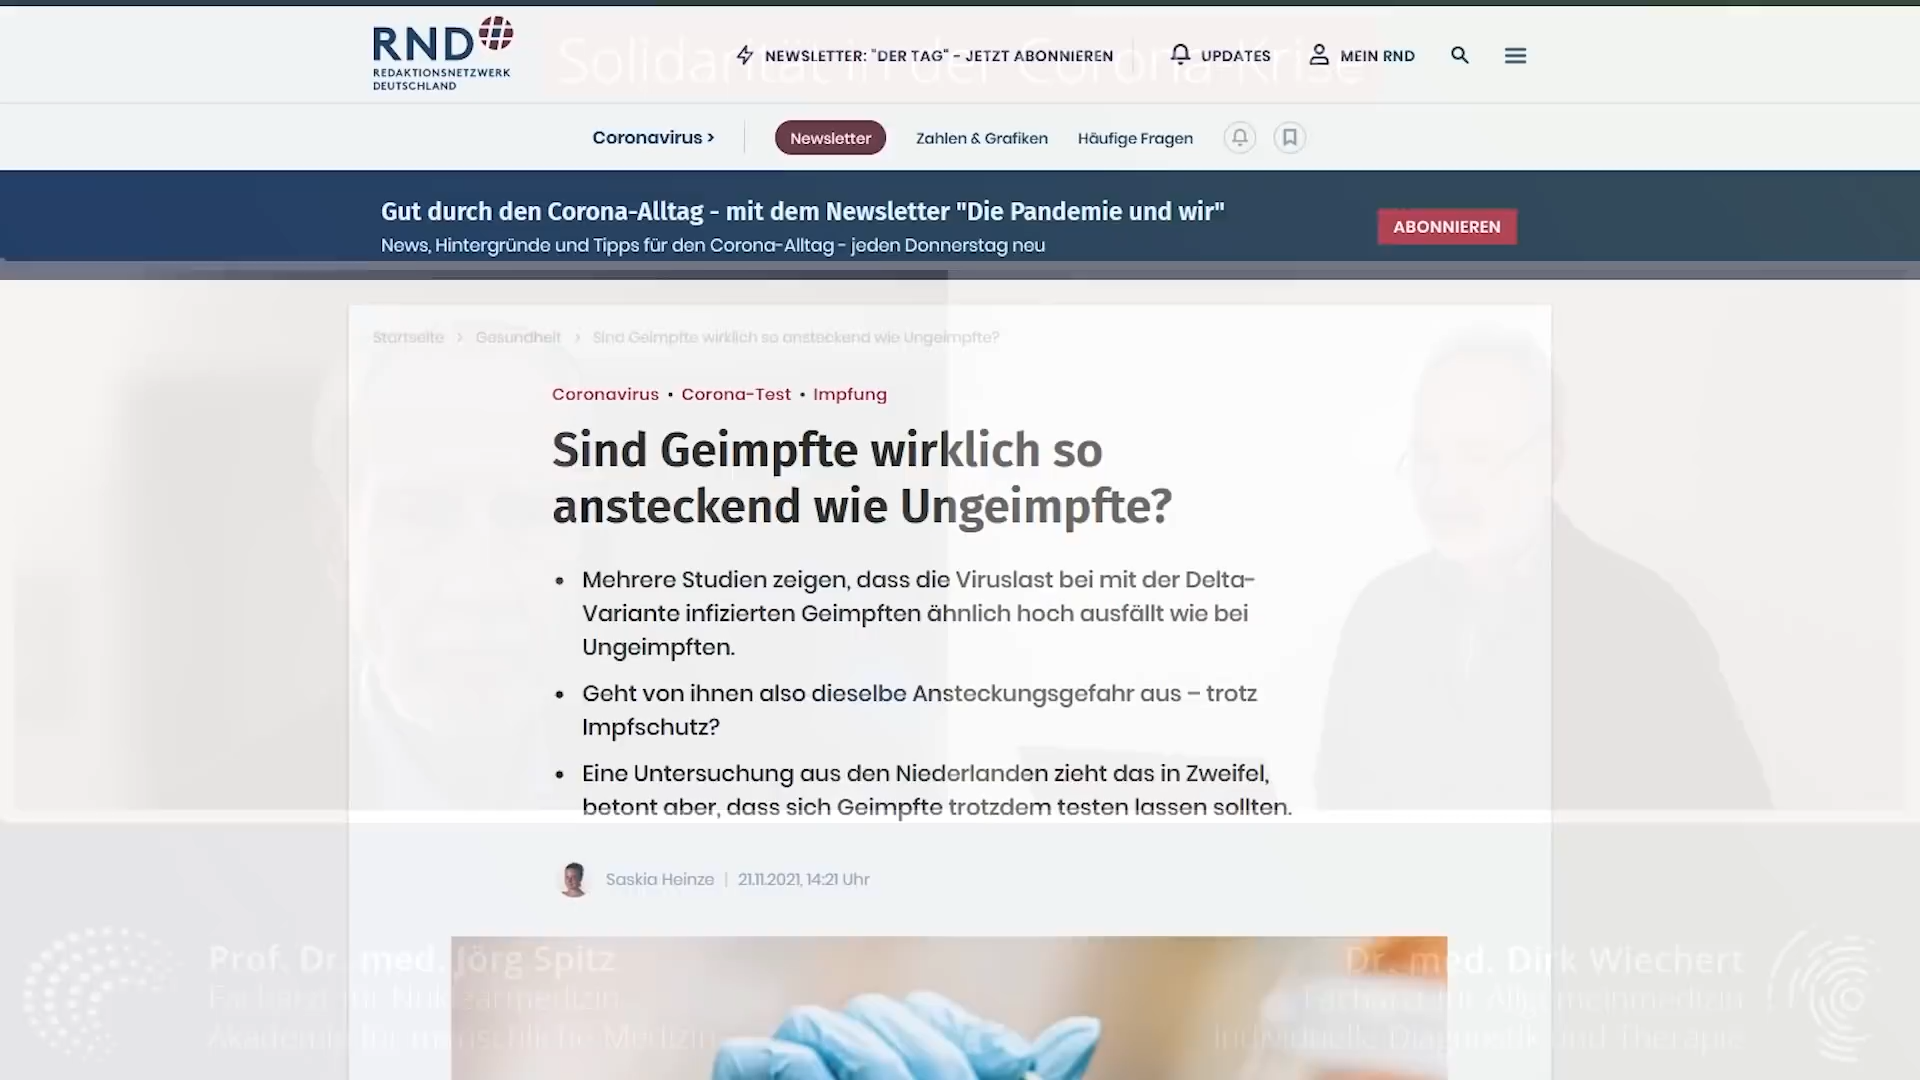 RND
REDAKTIONSNETZWERK
DEUTSCHLAND
Solidarität in der Corona-Krise
NEWSLETTER: "DER TAG" - JETZT ABONNIEREN
UPDATES
MEIN RND
Coronavirus >
Newsletter
Zahlen & Grafiken
Häufige Fragen
Gut durch den Corona-Alltag - mit dem Newsletter "Die Pandemie und wir"
News, Hintergründe und Tipps für den Corona-Alltag - jeden Donnerstag neu
ABONNIEREN
Startseite > Gesundheit > Sind Geimpfte wirklich so ansteckend wie Ungeimpfte?
Coronavirus • Corona-Test • Impfung
Sind Geimpfte wirklich so
ansteckend wie Ungeimpfte?
• Mehrere Studien zeigen, dass die Viruslast bei mit der Delta-
Variante infizierten Geimpften ähnlich hoch ausfällt wie bei
Ungeimpften.
• Geht von ihnen also dieselbe Ansteckungsgefahr aus – trotz
Impfschutz?
• Eine Untersuchung aus den Niederlanden zieht das in Zweifel,
betont aber, dass sich Geimpfte trotzdem testen lassen sollten.
Saskia Heinze | 21.11.2021, 14:21 Uhr
Prof. Dr. med. Jörg Spitz
Facharzt für Nuklearmedizin
Akademie für menschliche Medizin
Dr. med. Dirk Wiechert
Facharzt für Allgemeinmedizin
Individuelle Diagnostik und Therapie